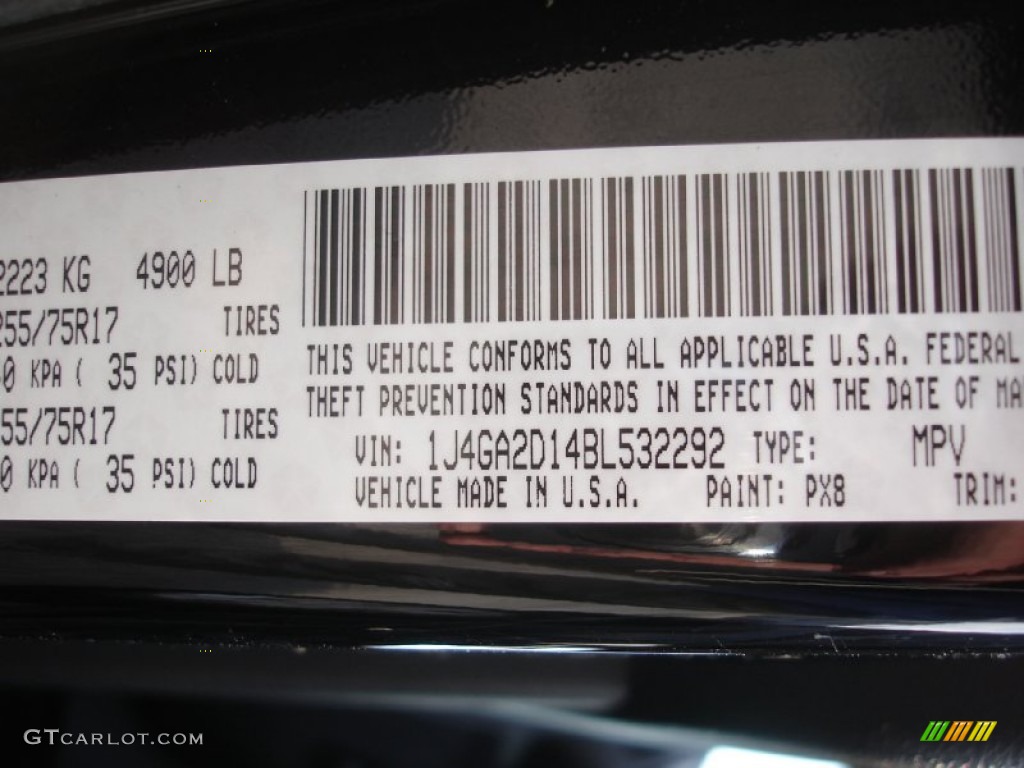 2223 KG 4900 LB
255/75R17 TIRES
0 KPA ( 35 PSI) COLD
55/75R17 TIRES
0 KPA ( 35 PSI) COLD
THIS VEHICLE CONFORMS TO ALL APPLICABLE U.S.A. FEDERAL
THEFT PREVENTION STANDARDS IN EFFECT ON THE DATE OF MA
VIN: 1J4GA2D14BL532292 TYPE: MPV
VEHICLE MADE IN U.S.A. PAINT: PX8 TRIM:
GTCARLOT.COM